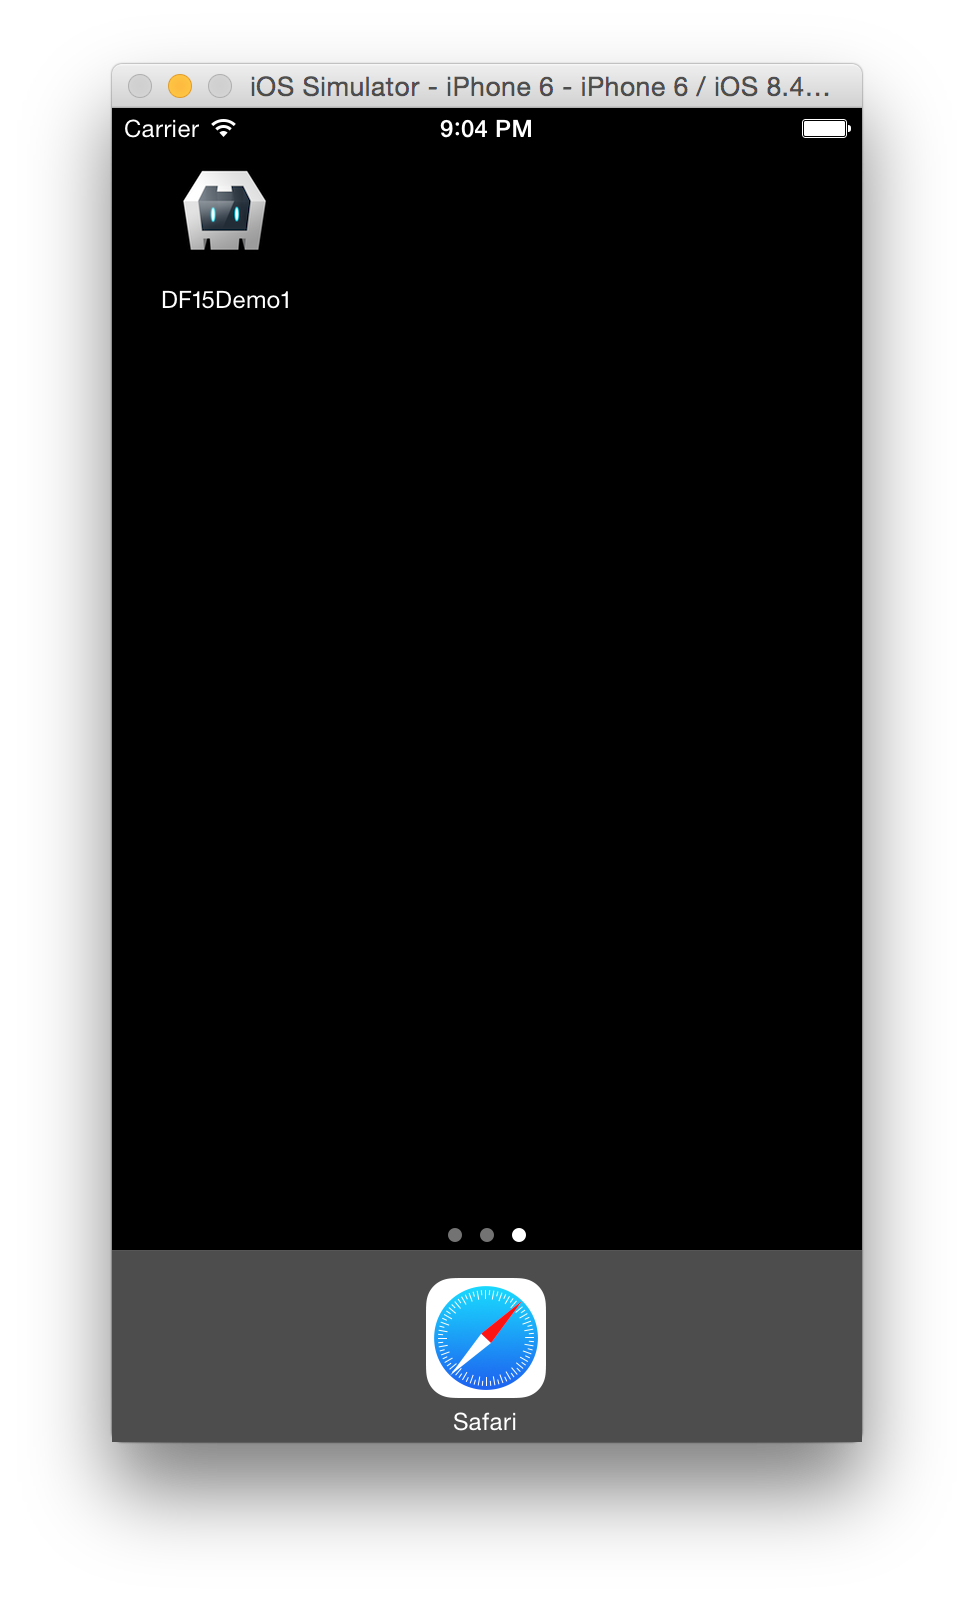 iOS Simulator - iPhone 6 - iPhone 6 / iOS 8.4...
Carrier 9:04 PM
DF15Demo1
Safari